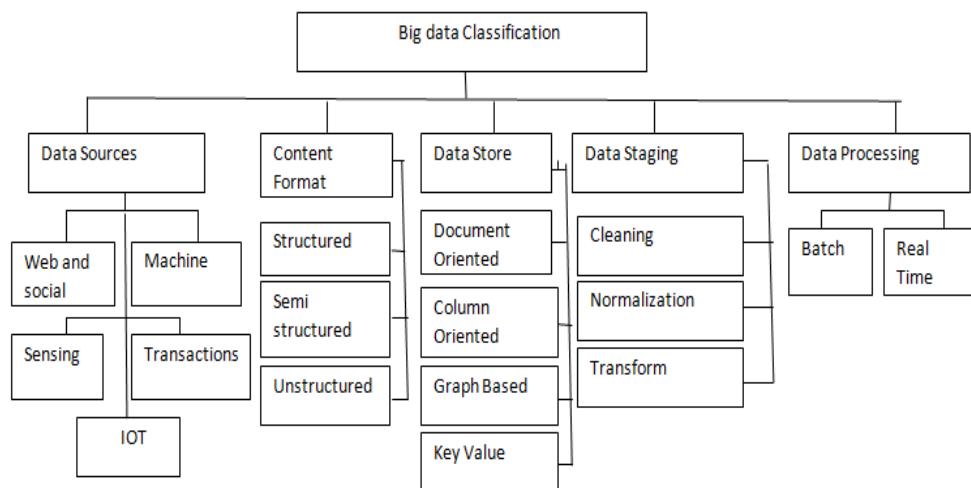 Big data Classification
Data Sources
Content
Format
Data Store
Data Staging
Data Processing
Web and
social
Machine
Sensing
Transactions
IOT
Structured
Semi
structured
Unstructured
Document
Oriented
Column
Oriented
Graph Based
Key Value
Cleaning
Normalization
Transform
Batch
Real
Time